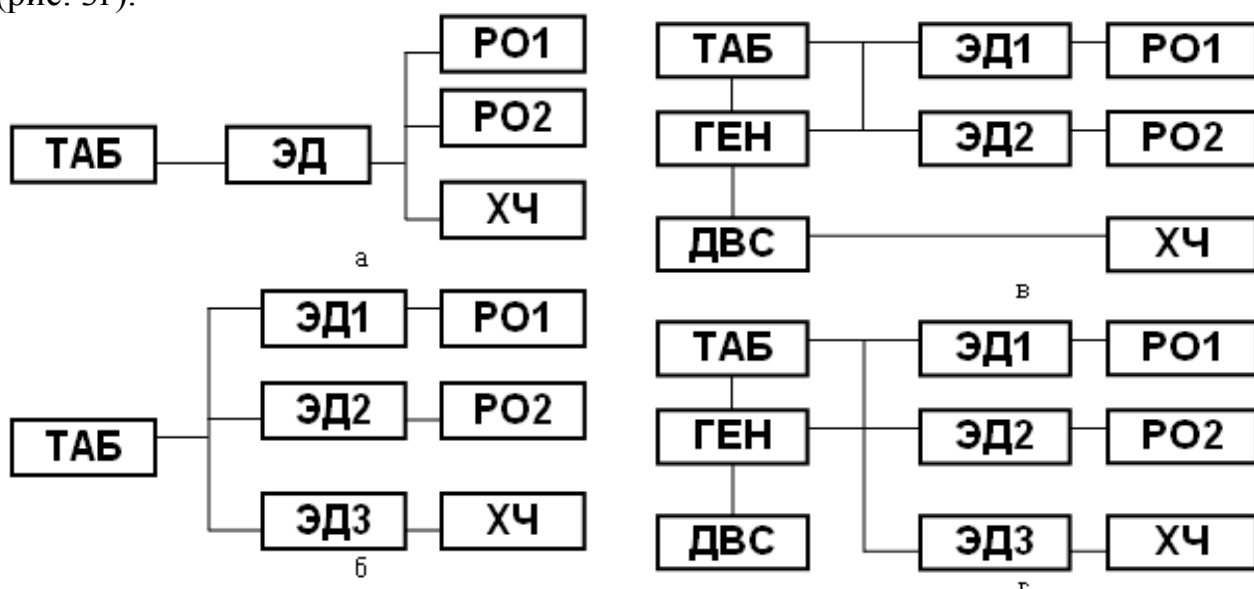 (рис. 3г).
ТАБ
ЭД
РО1
РО2
ХЧ
а
ТАБ
ЭД1
РО1
ЭД2
РО2
ЭД3
ХЧ
б
ТАБ
ЭД1
РО1
ГЕН
ЭД2
РО2
ДВС
ХЧ
в
ТАБ
ЭД1
РО1
ГЕН
ЭД2
РО2
ДВС
ЭД3
ХЧ
г